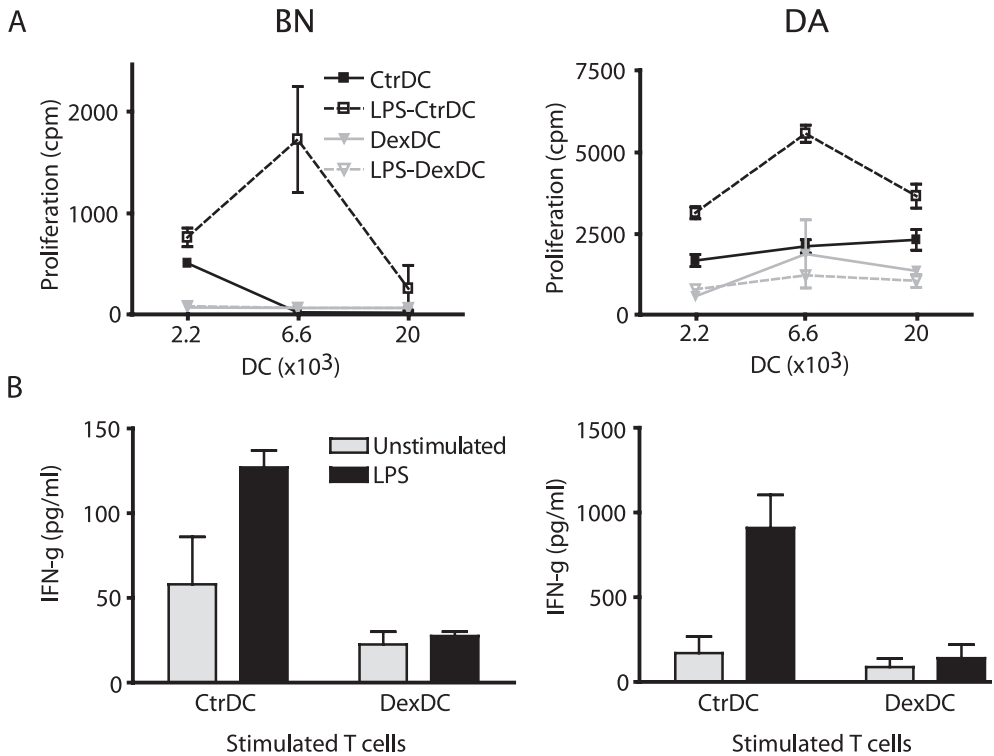 A
BN
DA
Proliferation (cpm)
2000
1000
0
2.2 6.6 20
DC (x10³)
CtrDC
LPS-CtrDC
DexDC
LPS-DexDC
Proliferation (cpm)
7500
5000
2500
0
2.2 6.6 20
DC (x10³)
B
IFN-g (pg/ml)
150
100
50
0
Unstimulated
LPS
CtrDC DexDC
Stimulated T cells
IFN-g (pg/ml)
1500
1000
500
0
CtrDC DexDC
Stimulated T cells